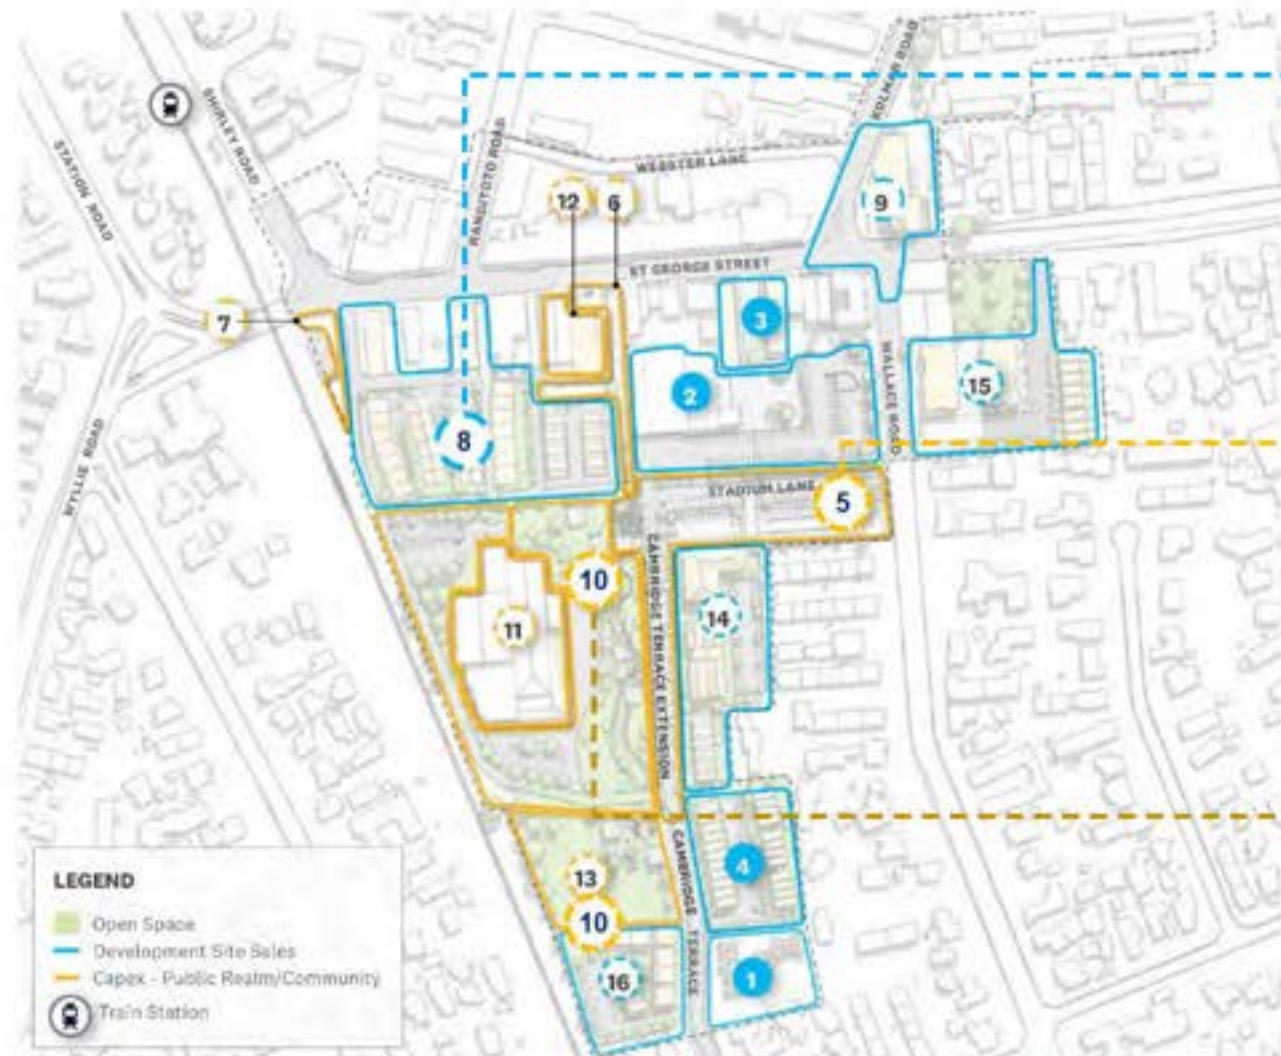 KOLMAR ROAD
SHIRLEY ROAD
STATION ROAD
RANGITOTO ROAD
WEBSTER LANE
12
6
9
ST GEORGE STREET
7
3
WALLACE ROAD
2
15
8
WYLLIE ROAD
STADIUM LANE
5
CAMBRIDGE TERRACE EXTENSION
10
11
14
CAMBRIDGE TERRACE
4
13
10
16
1
LEGEND
Open Space
Development Site Sales
Capex - Public Realm/Community
Train Station